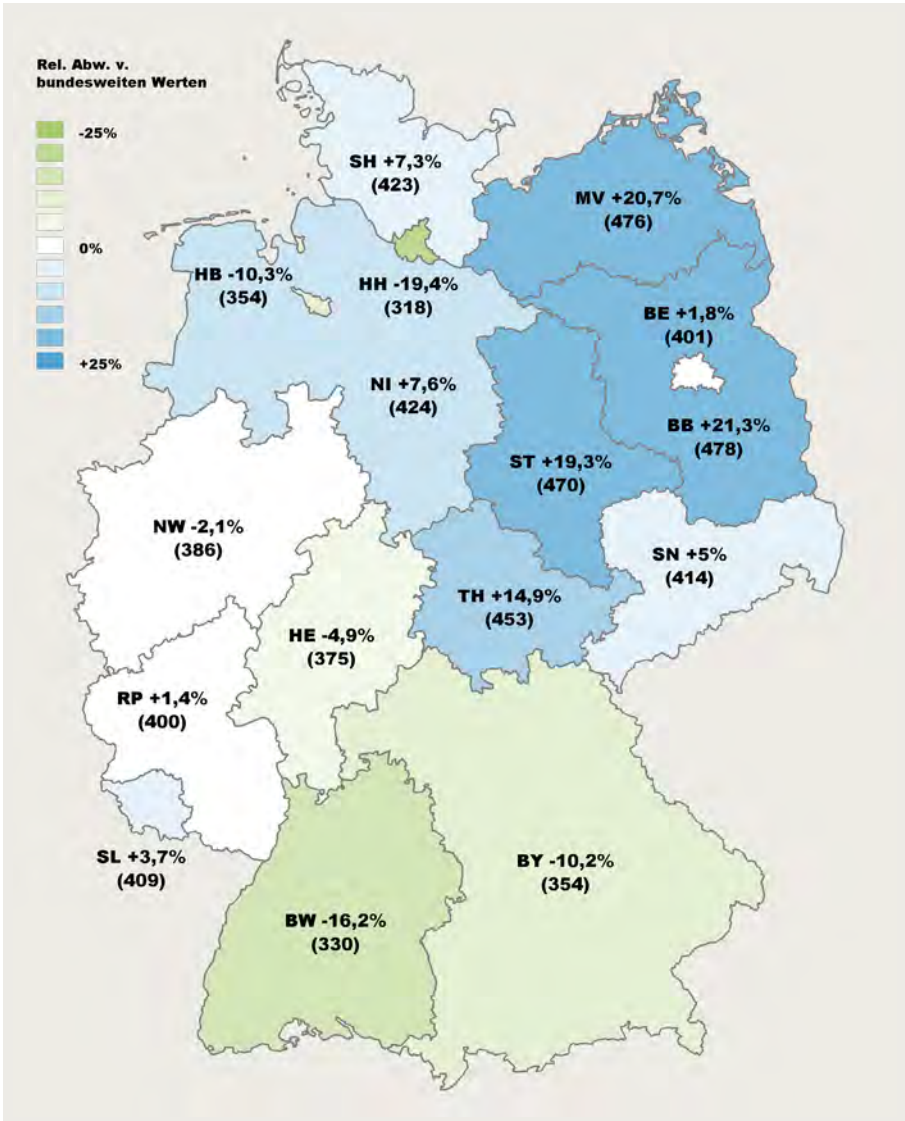 Rel. Abw. v.
bundesweiten Werten
-25%
0%
+25%
SH +7,3%
(423)
MV +20,7%
(476)
HB -10,3%
(354)
HH -19,4%
(318)
BE +1,8%
(401)
NI +7,6%
(424)
BB +21,3%
(478)
ST +19,3%
(470)
NW -2,1%
(386)
SN +5%
(414)
TH +14,9%
(453)
HE -4,9%
(375)
RP +1,4%
(400)
SL +3,7%
(409)
BY -10,2%
(354)
BW -16,2%
(330)